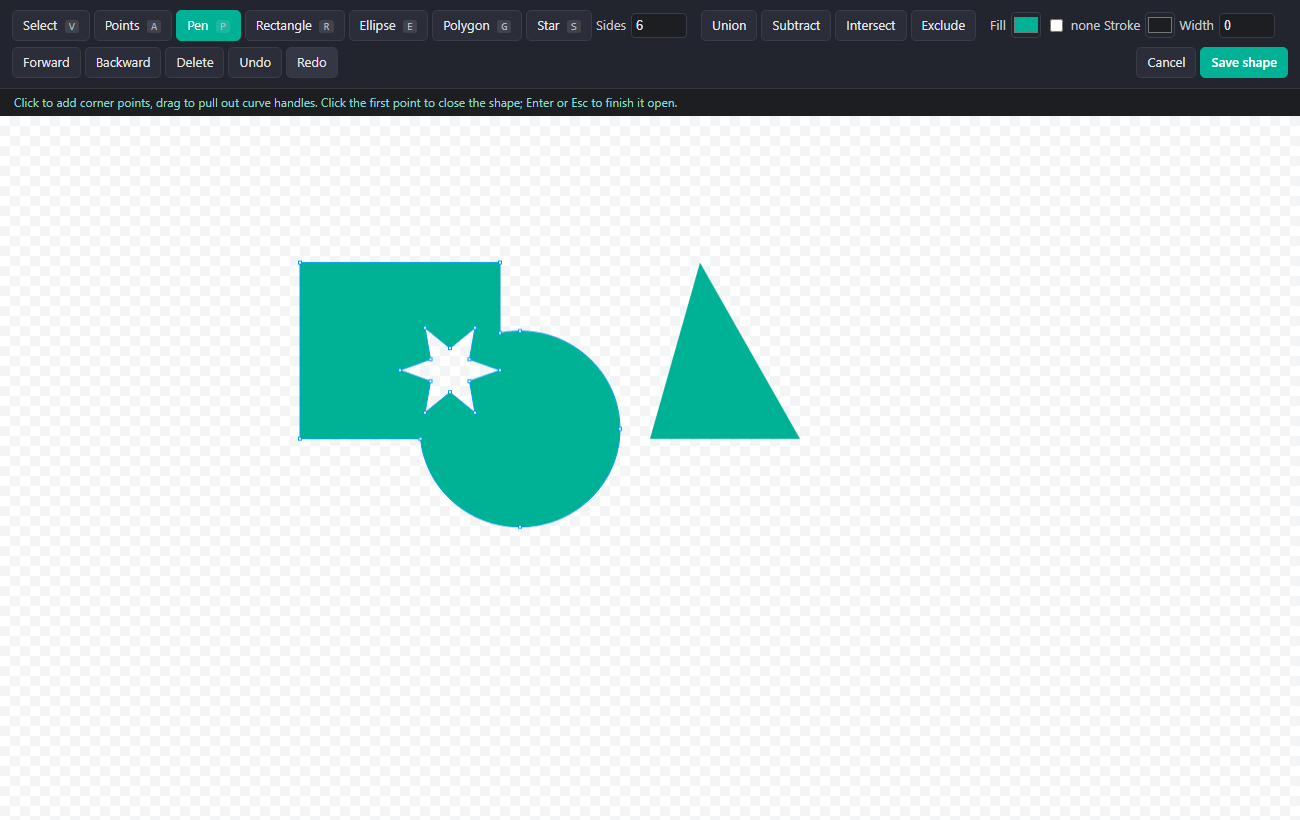 Select V Points A Pen P Rectangle R Ellipse E Polygon G Star S Sides 6 Union Subtract Intersect Exclude Fill none Stroke Width 0
Forward Backward Delete Undo Redo Cancel Save shape
Click to add corner points, drag to pull out curve handles. Click the first point to close the shape; Enter or Esc to finish it open.